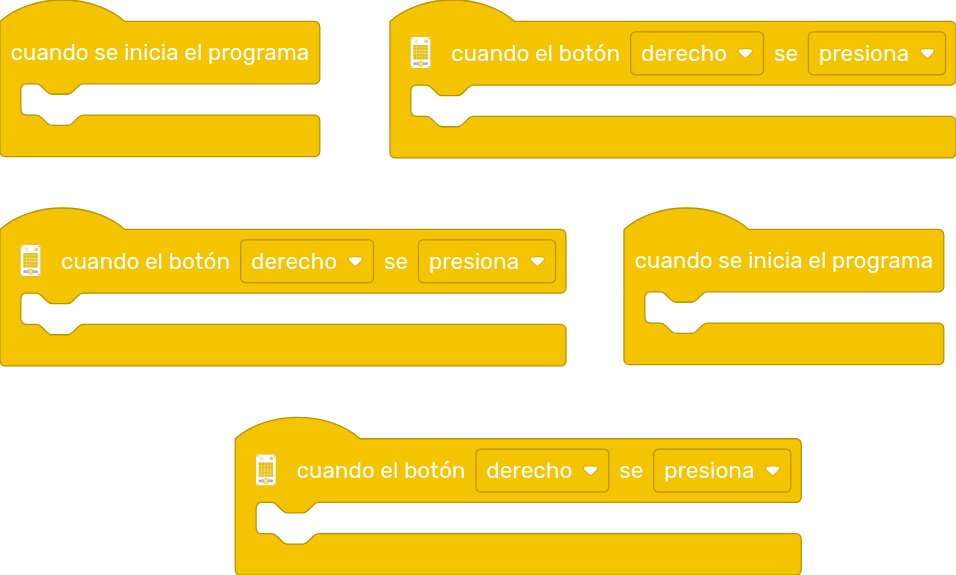 cuando se inicia el programa
cuando el botón derecho se presiona
cuando el botón derecho se presiona
cuando se inicia el programa
cuando el botón derecho se presiona